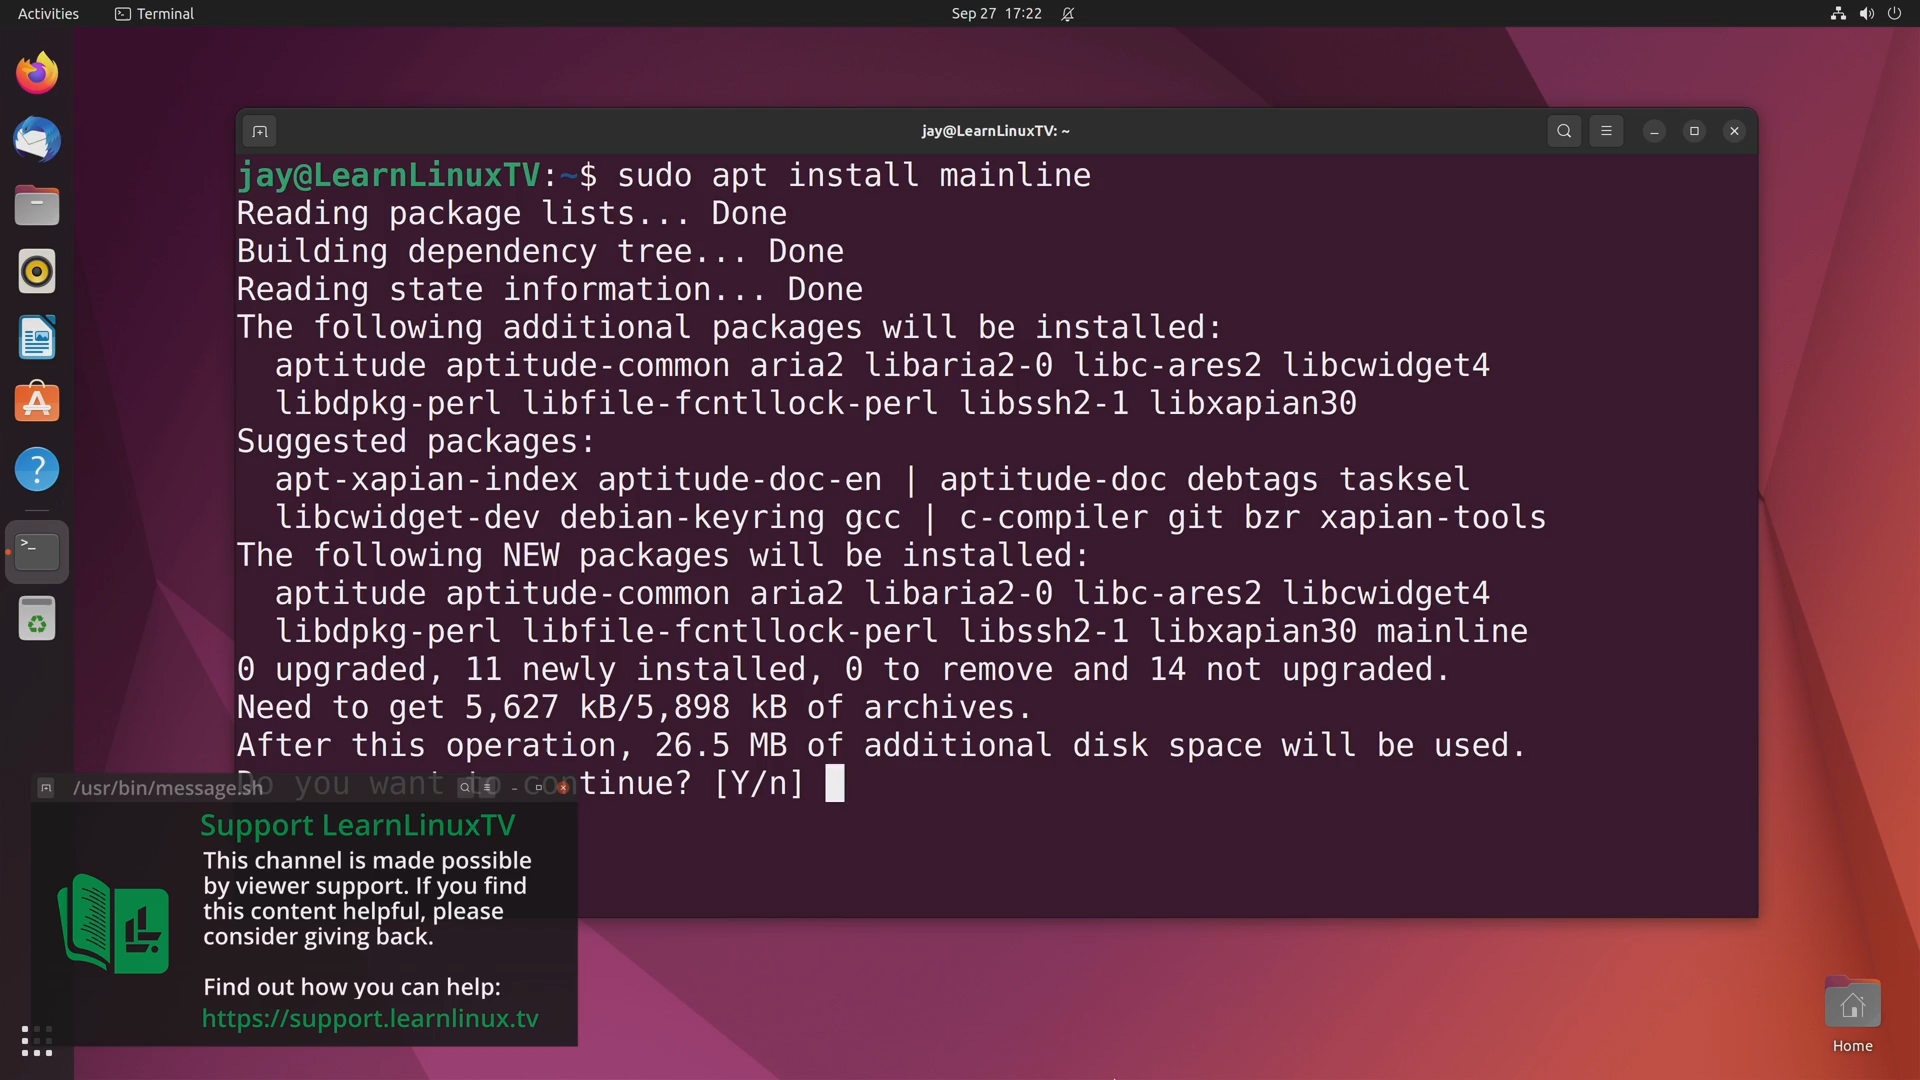 Activities
Terminal
Sep 27 17:22
jay@LearnLinuxTV: ~
jay@LearnLinuxTV:~$ sudo apt install mainline
Reading package lists... Done
Building dependency tree... Done
Reading state information... Done
The following additional packages will be installed:
aptitude aptitude-common aria2 libaria2-0 libc-ares2 libcwidget4
libdpkg-perl libfile-fcntllock-perl libssh2-1 libxapian30
Suggested packages:
apt-xapian-index aptitude-doc-en | aptitude-doc debtags tasksel
libcwidget-dev debian-keyring gcc | c-compiler git bzr xapian-tools
The following NEW packages will be installed:
aptitude aptitude-common aria2 libaria2-0 libc-ares2 libcwidget4
libdpkg-perl libfile-fcntllock-perl libssh2-1 libxapian30 mainline
0 upgraded, 11 newly installed, 0 to remove and 14 not upgraded.
Need to get 5,627 kB/5,898 kB of archives.
After this operation, 26.5 MB of additional disk space will be used.
Do you want to continue? [Y/n]
/usr/bin/message.sh
Support LearnLinuxTV
This channel is made possible
by viewer support. If you find
this content helpful, please
consider giving back.
Find out how you can help:
https://support.learnlinux.tv
Home